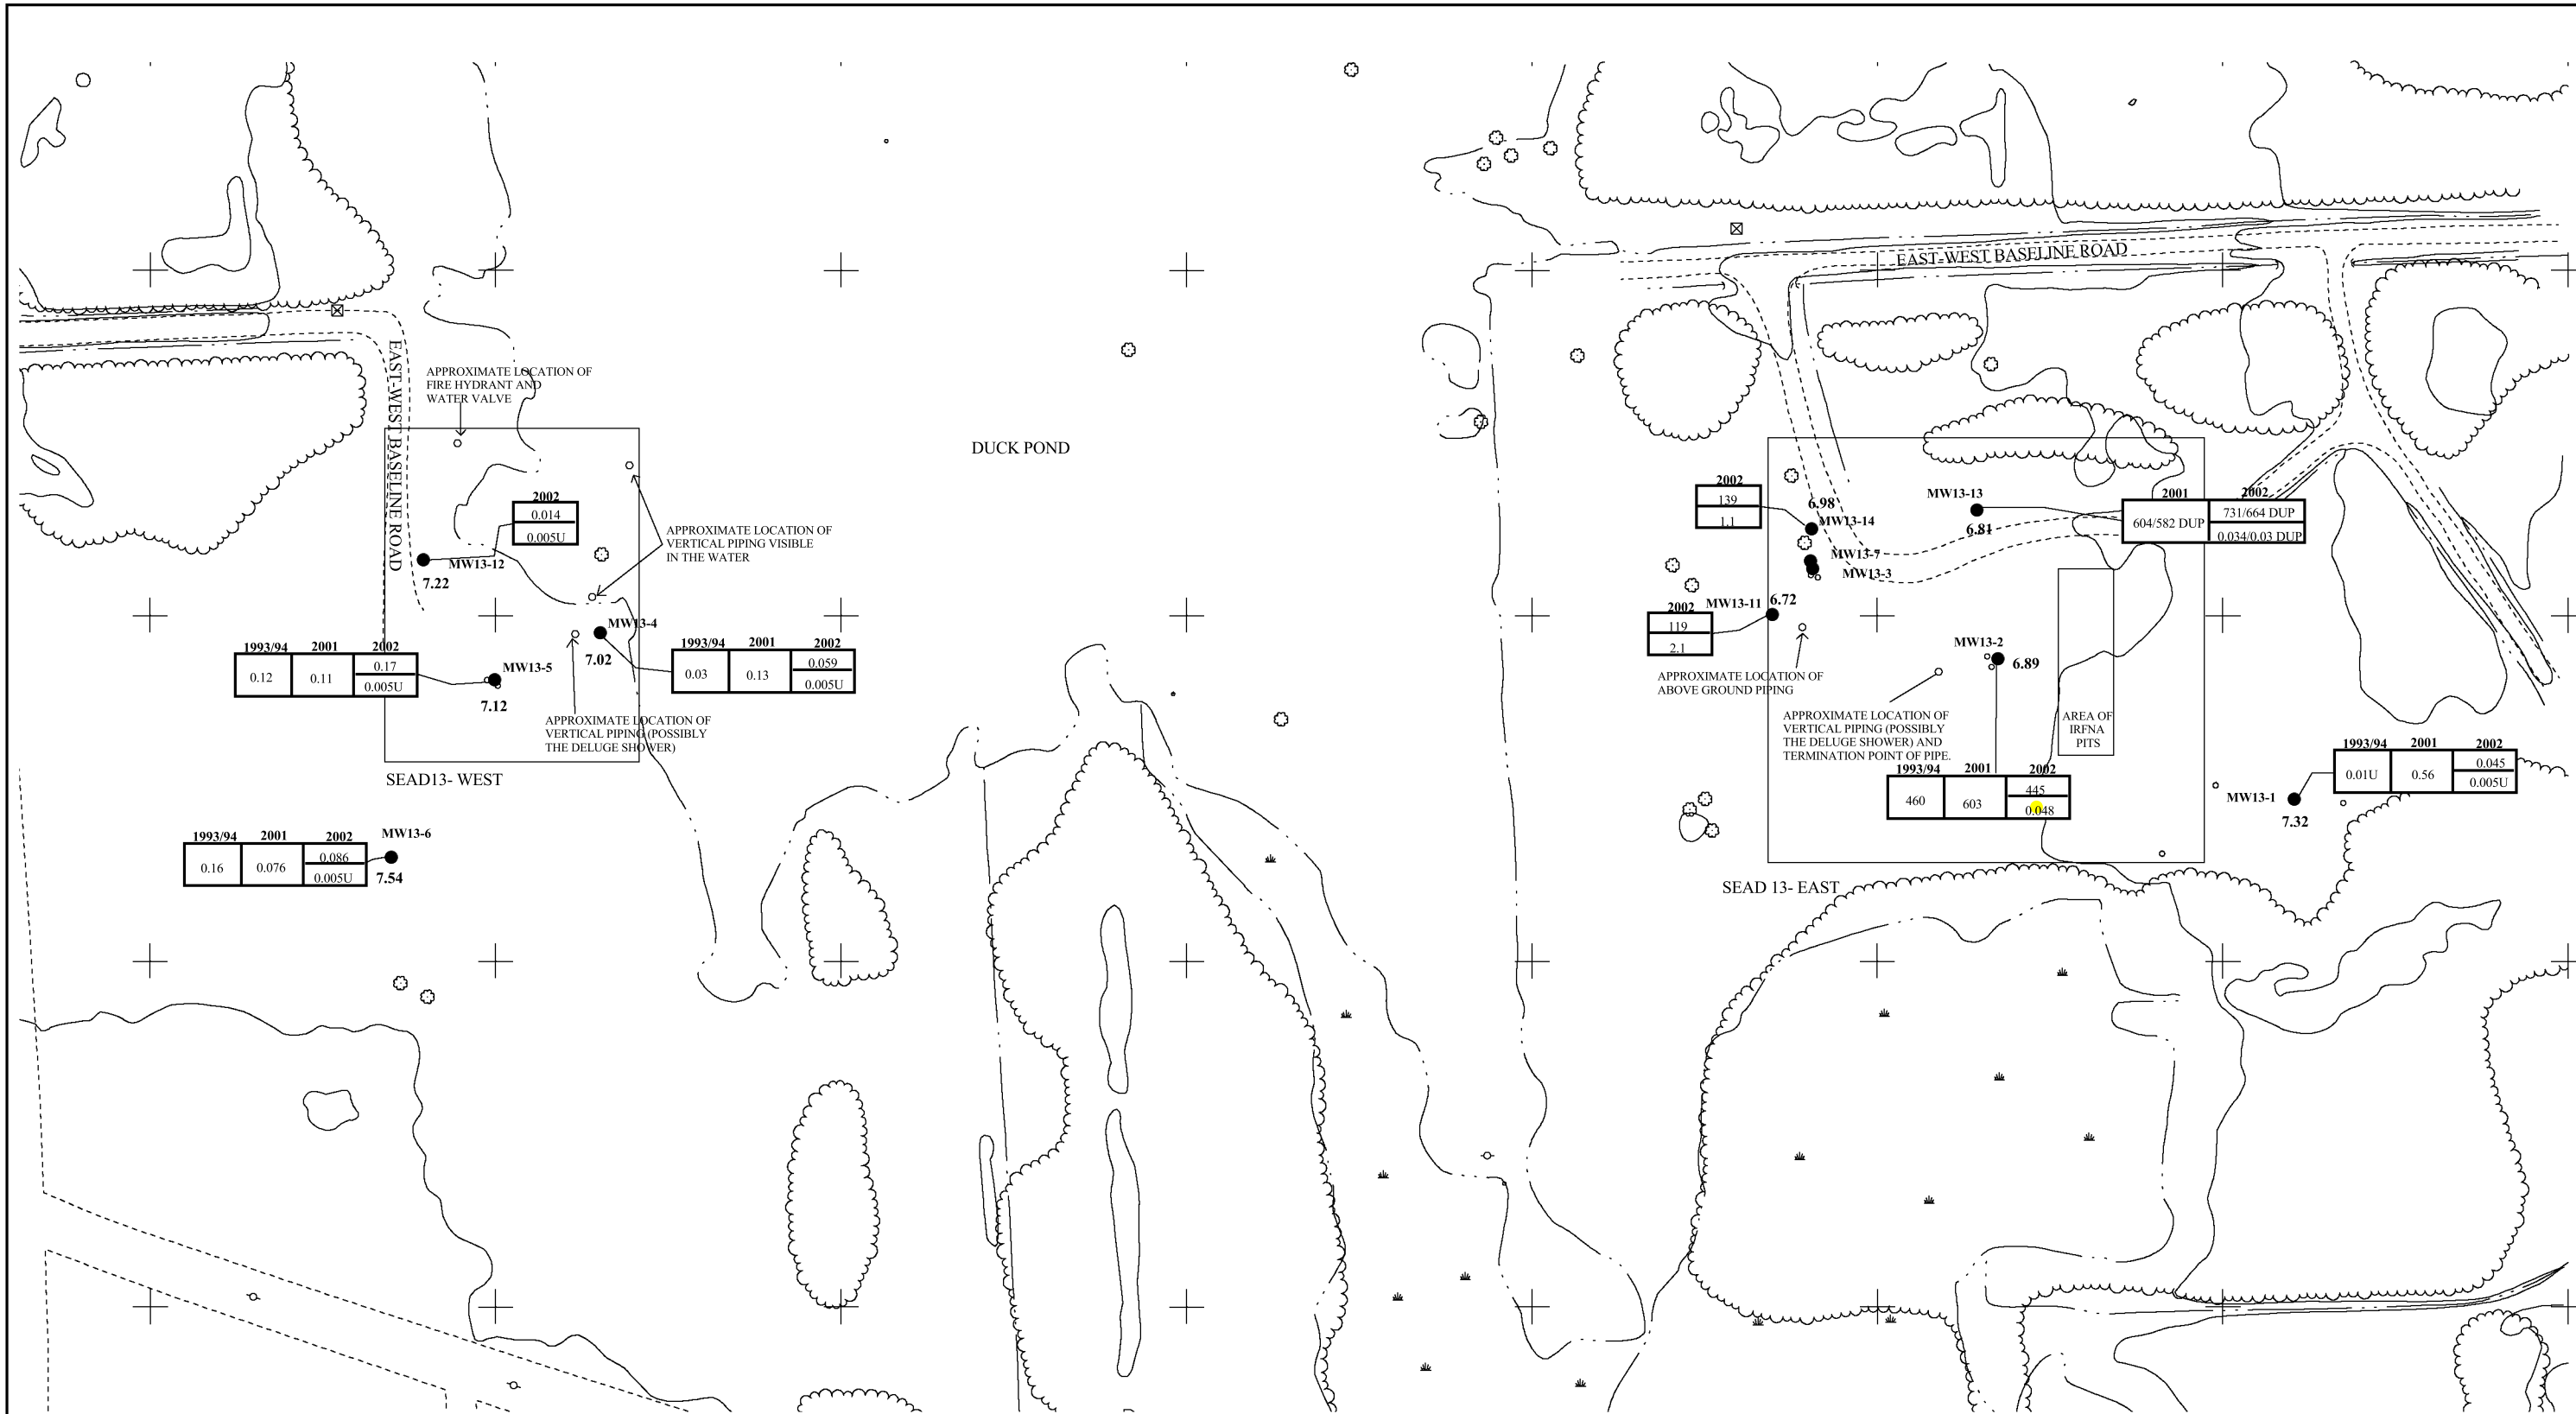 EAST-WEST BASELINE ROAD
APPROXIMATE LOCATION OF
FIRE HYDRANT AND
WATER VALVE
EAST-WEST BASELINE ROAD
DUCK POND
2002
0.014
0.005U
APPROXIMATE LOCATION OF
VERTICAL PIPING VISIBLE
IN THE WATER
MW13-12
7.22
MW13-4
7.02
1993/94 2001 2002
0.12 0.11 0.17
0.005U
MW13-5
7.12
1993/94 2001 2002
0.03 0.13 0.059
0.005U
APPROXIMATE LOCATION OF
VERTICAL PIPING (POSSIBLY
THE DELUGE SHOWER)
SEAD13- WEST
1993/94 2001 2002
0.16 0.076 0.086
0.005U
MW13-6
7.54
2002
139
1.1
6.98
MW13-14
MW13-7
MW13-3
MW13-13
6.81
2001 2002
604/582 DUP 731/664 DUP
0.034/0.03 DUP
2002
119
2.1
MW13-11 6.72
APPROXIMATE LOCATION OF
ABOVE GROUND PIPING
MW13-2
6.89
APPROXIMATE LOCATION OF
VERTICAL PIPING (POSSIBLY
THE DELUGE SHOWER) AND
TERMINATION POINT OF PIPE.
AREA OF
IRFNA
PITS
1993/94 2001 2002
460 603 445
0.048
1993/94 2001 2002
0.01U 0.56 0.045
0.005U
MW13-1
7.32
SEAD 13- EAST